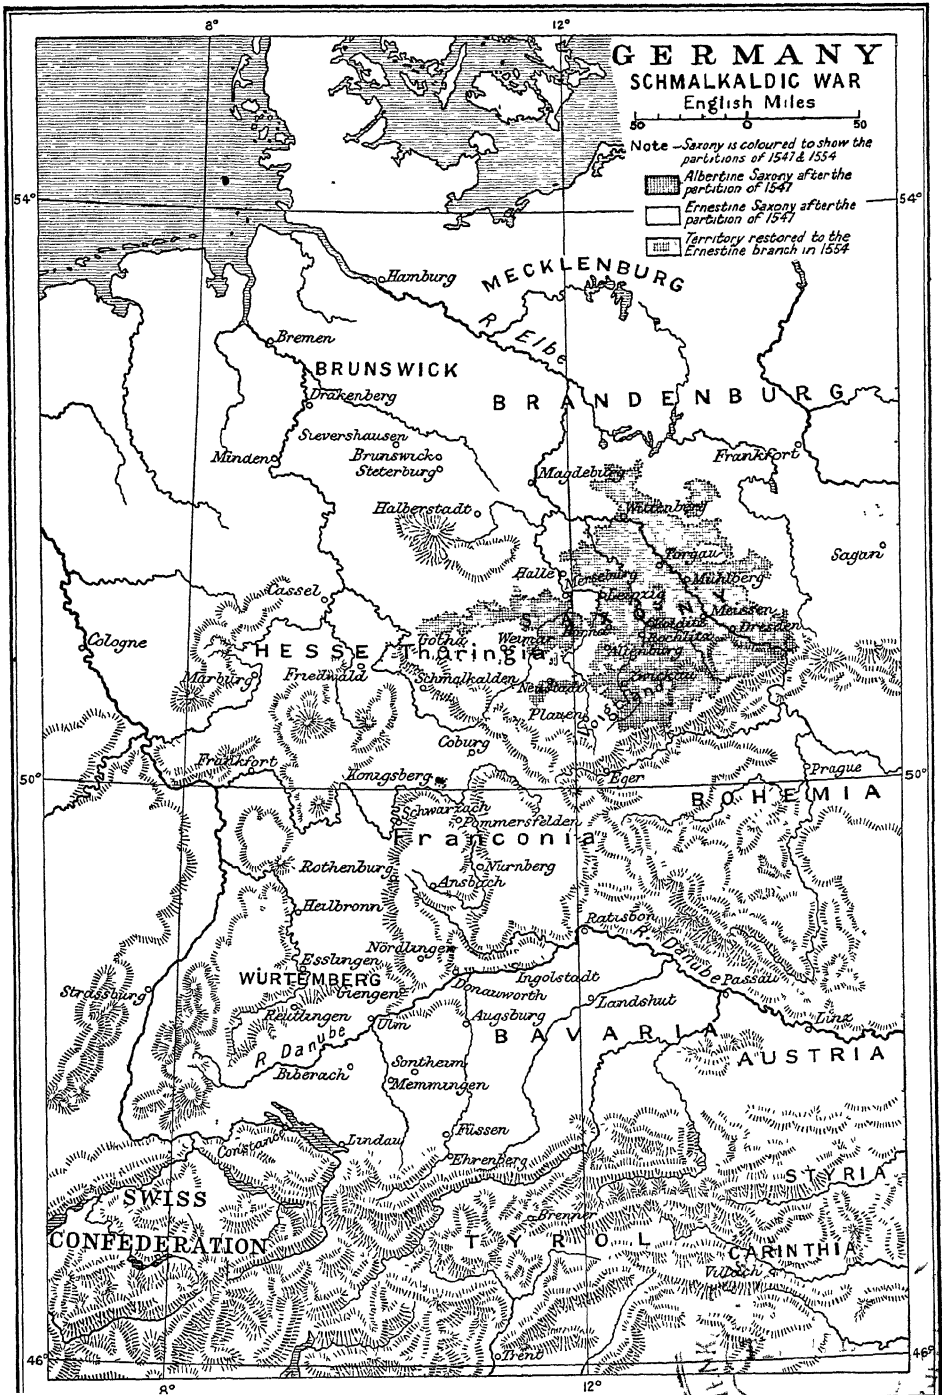 8°
12°
GERMANY
SCHMALKALDIC WAR
English Miles
50 0 50
Note – Saxony is coloured to show the
partitions of 1547 & 1554
Albertine Saxony after the
partition of 1547
Ernestine Saxony after the
partition of 1547
Territory restored to the
Ernestine branch in 1554
54°
54°
Hamburg
MECKLENBURG
R. Elbe
Bremen
BRUNSWICK
Drakenberg
BRANDENBURG
Sievershausen
Minden
Brunswick
Steterburg
Frankfort
Magdeburg
Halberstadt
Wittenberg
Sagan
Torgau
Halle
Merseburg
Mühlberg
Cassel
Leipzig
SAXONY
Meissen
Dresden
Colditz
Rochlitz
Cologne
Gotha
Weimar
Altenburg
HESSE
Thuringia
Marburg
Friedwald
Schmalkalden
Neustadt
Zwickau
Voigtland
Plauen
Coburg
Frankfort
50°
Königsberg
Eger
Prague
50°
BOHEMIA
Schwarzach
Pommersfelden
Franconia
Rothenburg
Nürnberg
Ansbach
Heilbronn
Ratisbon
R. Danube
Nördlingen
Esslingen
WÜRTEMBERG
Ingolstadt
Passau
Strassburg
Giengen
Donauworth
Landshut
Reutlingen
Ulm
Augsburg
Linz
BAVARIA
R. Danube
AUSTRIA
Biberach
Sontheim
Memmingen
Füssen
Constance
Lindau
Ehrenberg
STYRIA
SWISS
CONFEDERATION
Brenner
TYROL
CARINTHIA
Villach
Trent
46°
46°
8°
12°